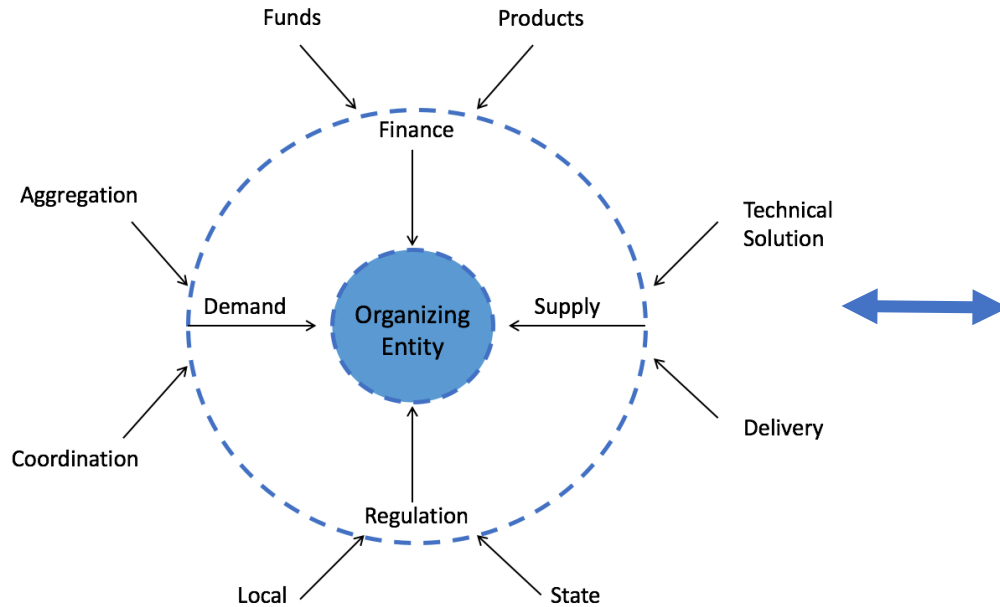 Funds
Products
Finance
Aggregation
Technical
Solution
Demand
Organizing
Entity
Supply
Coordination
Delivery
Regulation
Local
State